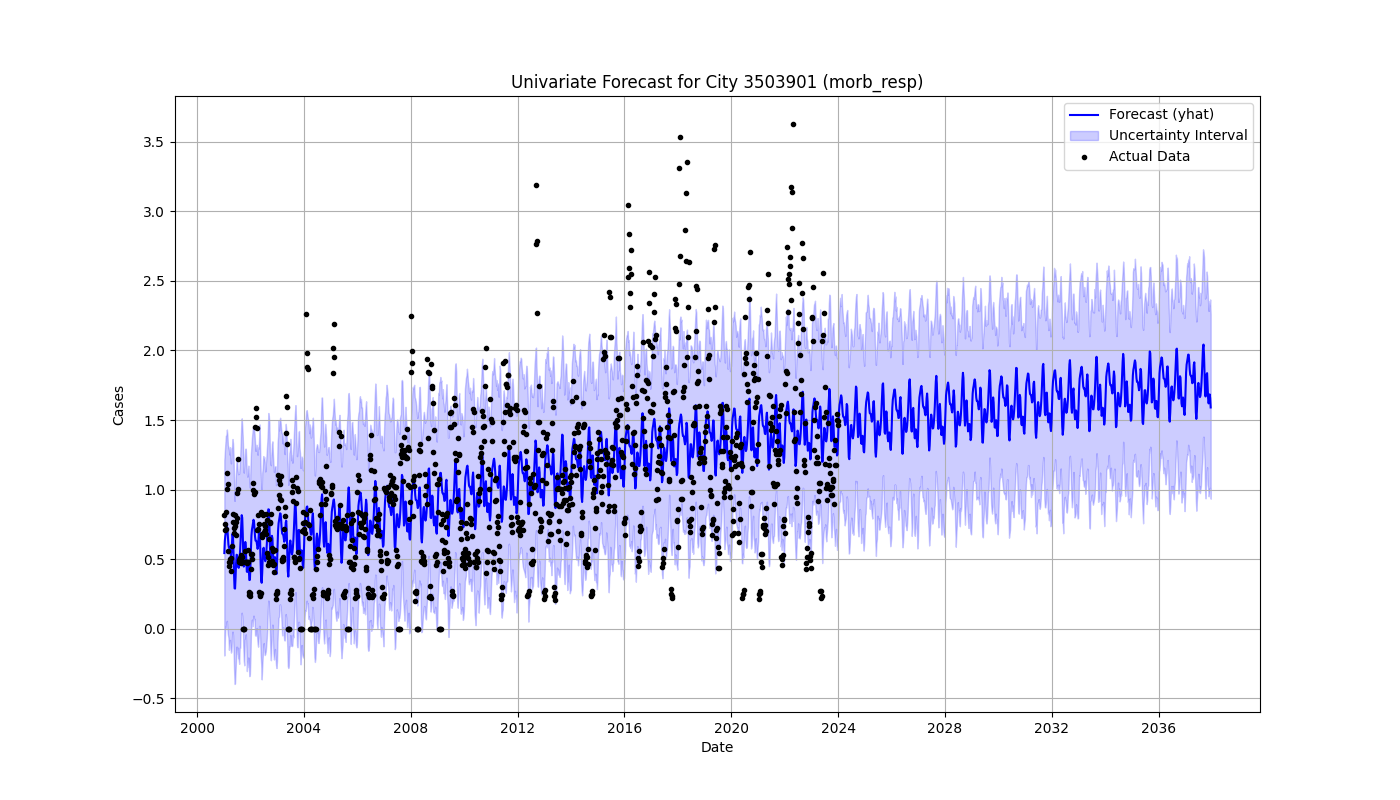 Univariate Forecast for City 3503901 (morb_resp)
Forecast (yhat)
Uncertainty Interval
Actual Data
3.5
3.0
2.5
2.0
1.5
1.0
0.5
0.0
−0.5
Cases
2000 2004 2008 2012 2016 2020 2024 2028 2032 2036
Date